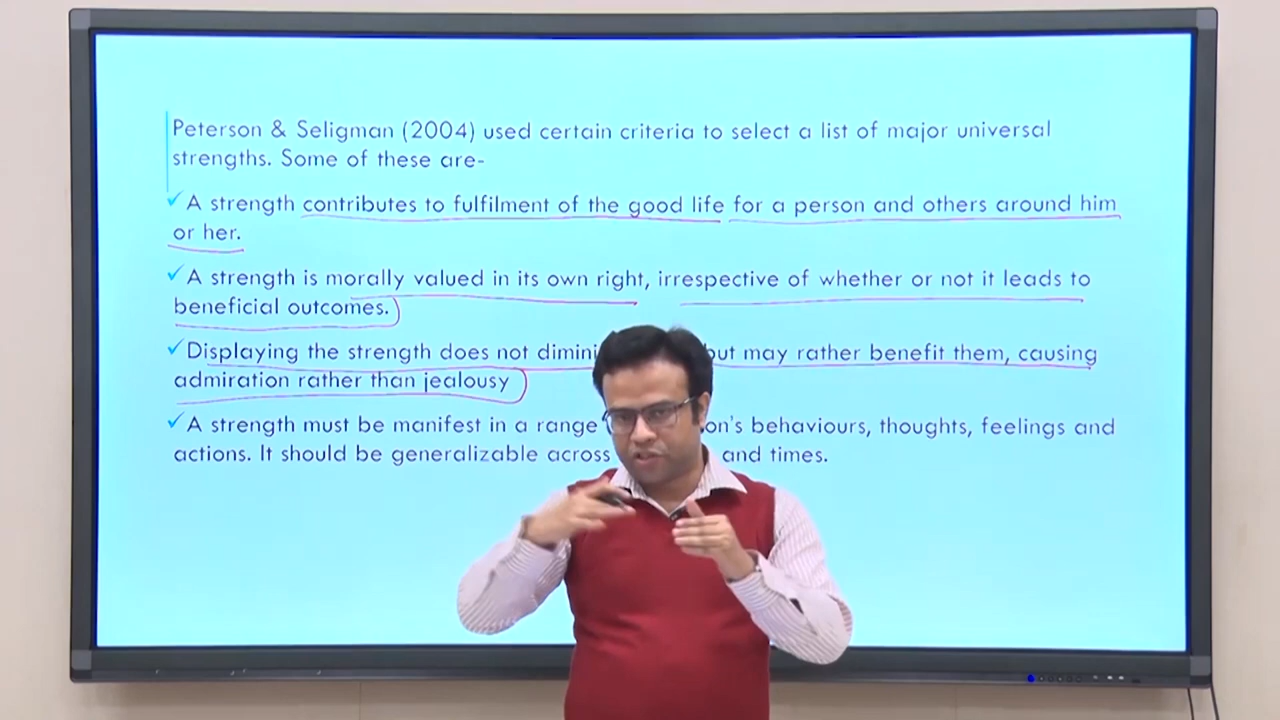 Peterson & Seligman (2004) used certain criteria to select a list of major universal
strengths. Some of these are-
✓A strength contributes to fulfilment of the good life for a person and others around him
or her.
✓A strength is morally valued in its own right, irrespective of whether or not it leads to
beneficial outcomes.
✓Displaying the strength does not but may rather benefit them, causing
admiration rather than jealousy
✓A strength must be manifest in a range behaviours, thoughts, feelings and
actions. It should be generalizable across and times.